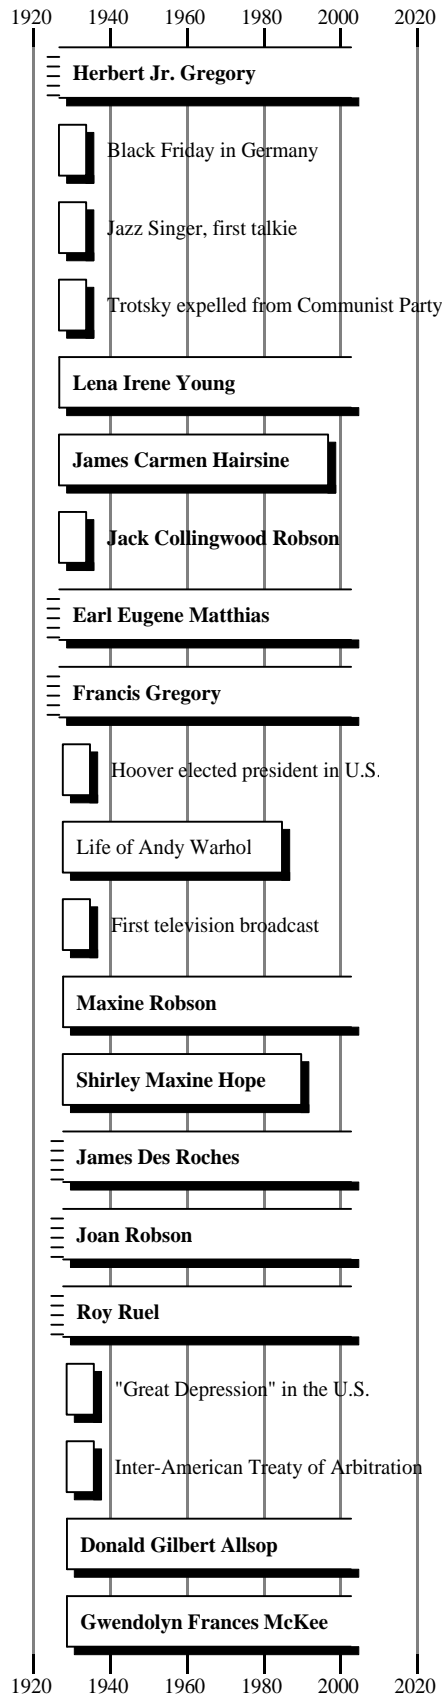 1920 1940 1960 1980 2000 2020
Herbert Jr. Gregory
Black Friday in Germany
Jazz Singer, first talkie
Trotsky expelled from Communist Party
Lena Irene Young
James Carmen Hairsine
Jack Collingwood Robson
Earl Eugene Matthias
Francis Gregory
Hoover elected president in U.S.
Life of Andy Warhol
First television broadcast
Maxine Robson
Shirley Maxine Hope
James Des Roches
Joan Robson
Roy Ruel
"Great Depression" in the U.S.
Inter-American Treaty of Arbitration
Donald Gilbert Allsop
Gwendolyn Frances McKee
1920 1940 1960 1980 2000 2020